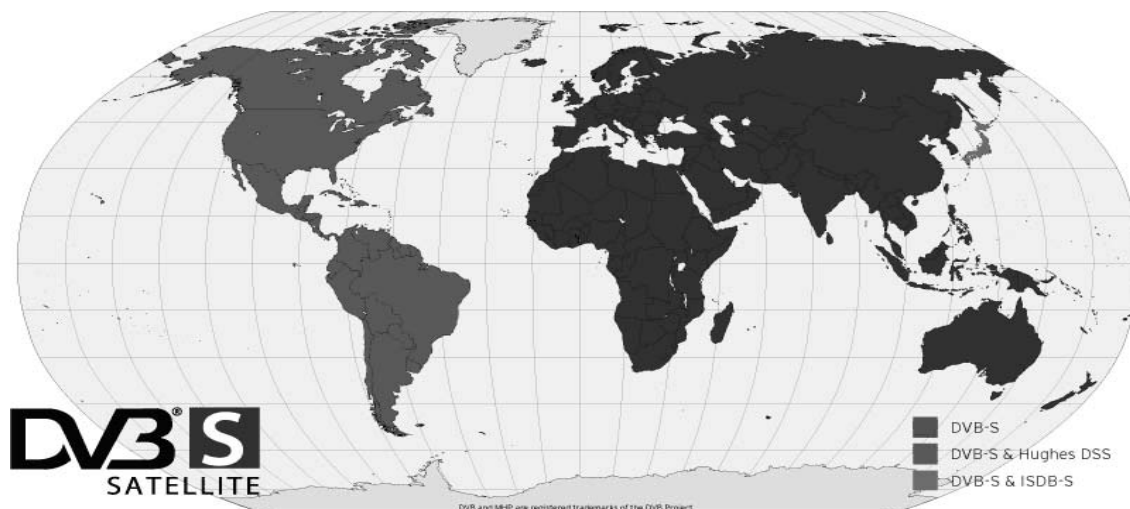 DVB® S
SATELLITE
DVB-S
DVB-S & Hughes DSS
DVB-S & ISDB-S
DVB and MHP are registered trademarks of the DVB Project